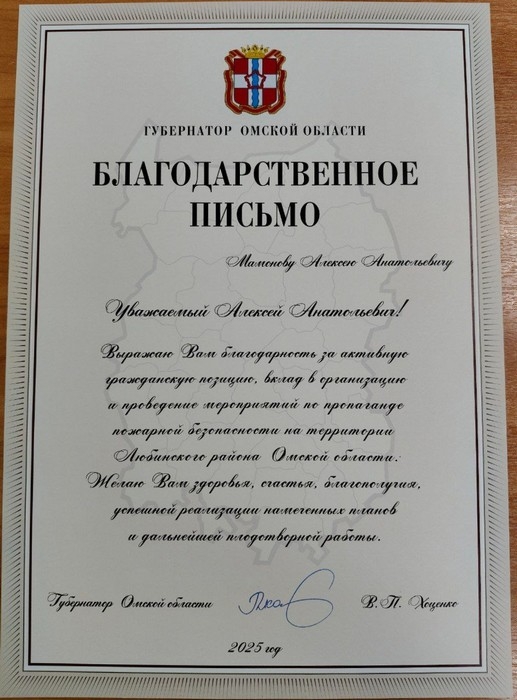 ГУБЕРНАТОР ОМСКОЙ ОБЛАСТИ
БЛАГОДАРСТВЕННОЕ
ПИСЬМО
Мамонову Алексею Анатольевичу
Уважаемый Алексей Анатольевич!
Выражаю Вам благодарность за активную
гражданскую позицию, вклад в организацию
и проведение мероприятий по пропаганде
пожарной безопасности на территории
Любинского района Омской области.
Желаю Вам здоровья, счастья, благополучия,
успешной реализации намеченных планов
и дальнейшей плодотворной работы.
Губернатор Омской области В.П. Хоценко
2025 год